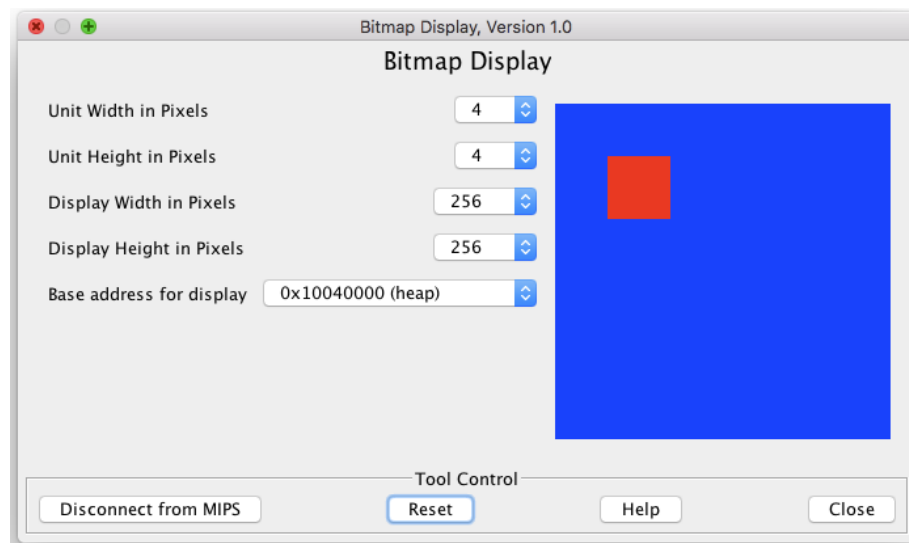 Bitmap Display, Version 1.0
Bitmap Display
Unit Width in Pixels 4
Unit Height in Pixels 4
Display Width in Pixels 256
Display Height in Pixels 256
Base address for display 0x10040000 (heap)
Tool Control
Disconnect from MIPS Reset Help Close